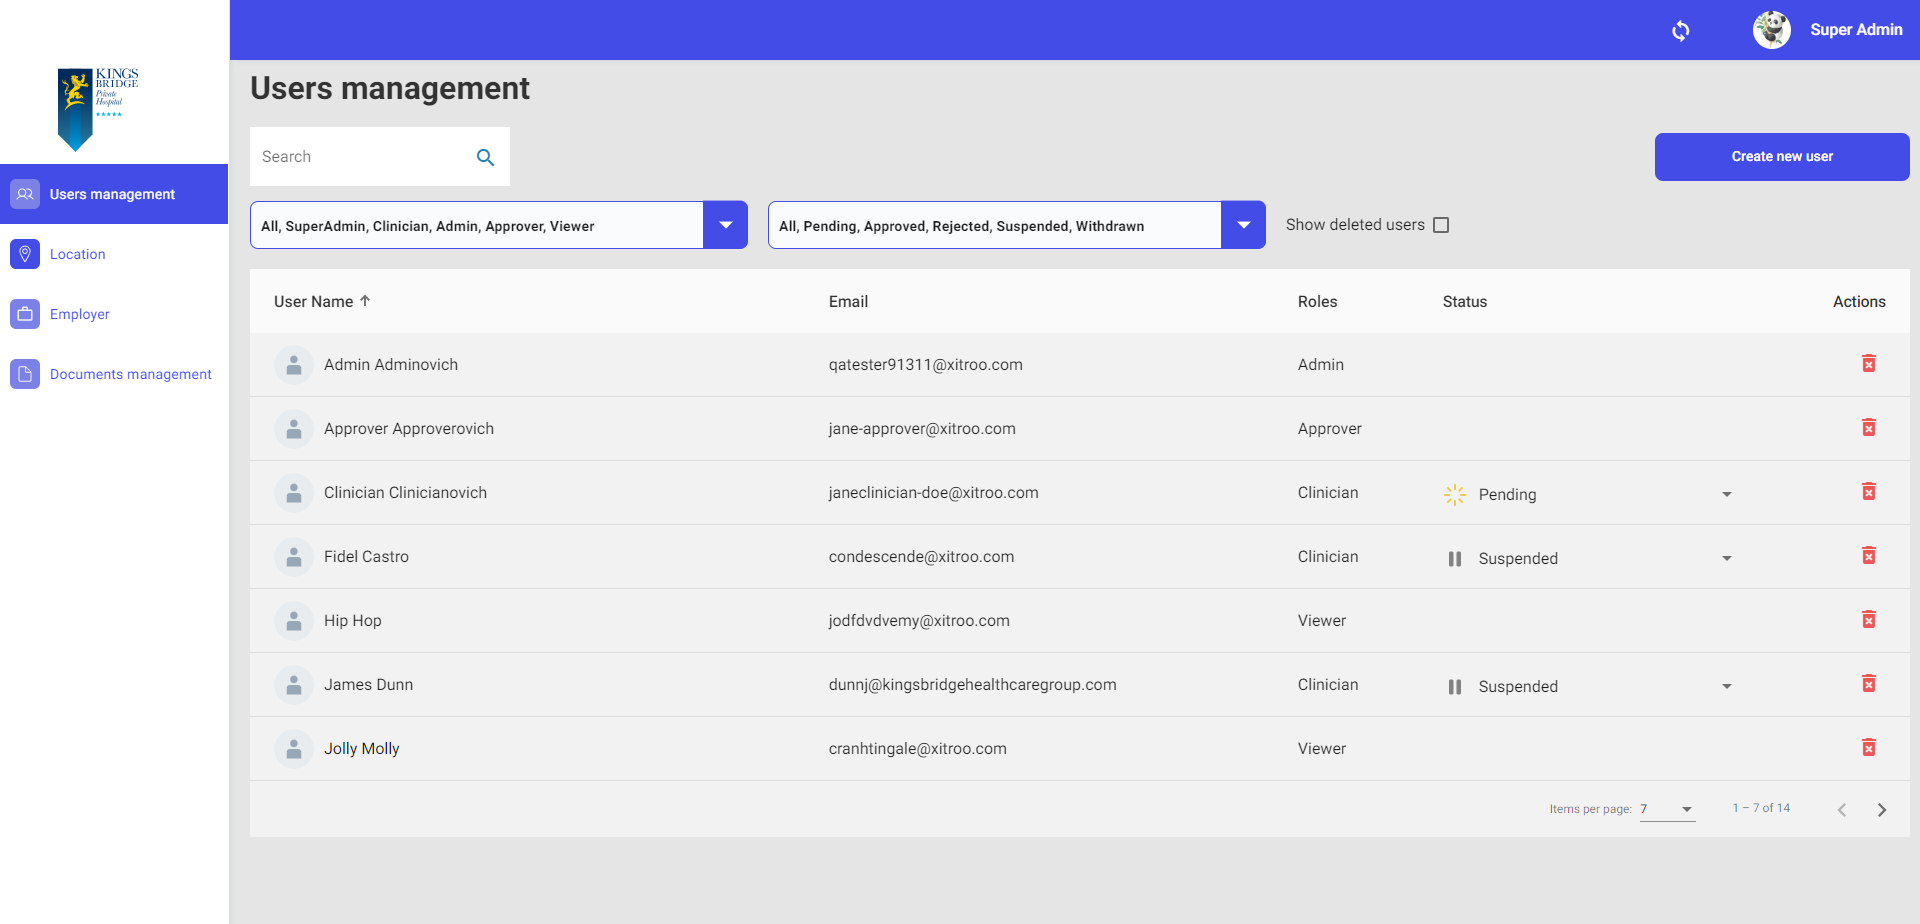 Super Admin
KINGS
BRIDGE
Private
Hospital
Users management
Location
Employer
Documents management
Users management
Search
Create new user
All, SuperAdmin, Clinician, Admin, Approver, Viewer
All, Pending, Approved, Rejected, Suspended, Withdrawn
Show deleted users
User Name Email Roles Status Actions
Admin Adminovich qatester91311@xitroo.com Admin
Approver Approverovich jane-approver@xitroo.com Approver
Clinician Clinicianovich janeclinician-doe@xitroo.com Clinician Pending
Fidel Castro condescende@xitroo.com Clinician Suspended
Hip Hop jodfdvdvemy@xitroo.com Viewer
James Dunn dunnj@kingsbridgehealthcaregroup.com Clinician Suspended
Jolly Molly cranhtingale@xitroo.com Viewer
Items per page: 7 1 – 7 of 14